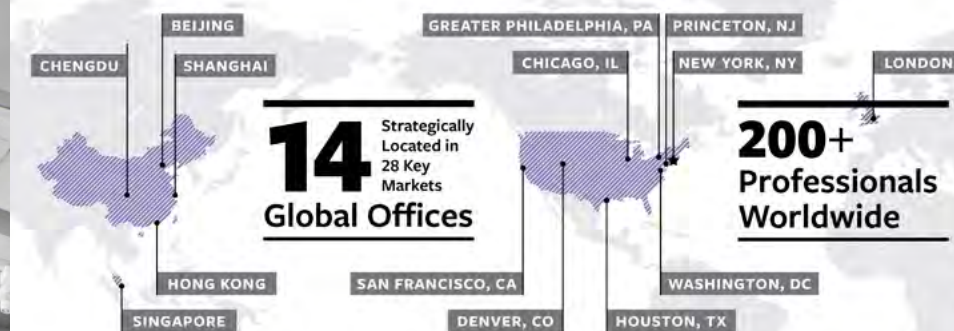 BEIJING
GREATER PHILADELPHIA, PA
PRINCETON, NJ
CHENGDU
SHANGHAI
CHICAGO, IL
NEW YORK, NY
LONDON
14
Strategically
Located in
28 Key
Markets
Global Offices
200+
Professionals
Worldwide
HONG KONG
SAN FRANCISCO, CA
WASHINGTON, DC
SINGAPORE
DENVER, CO
HOUSTON, TX